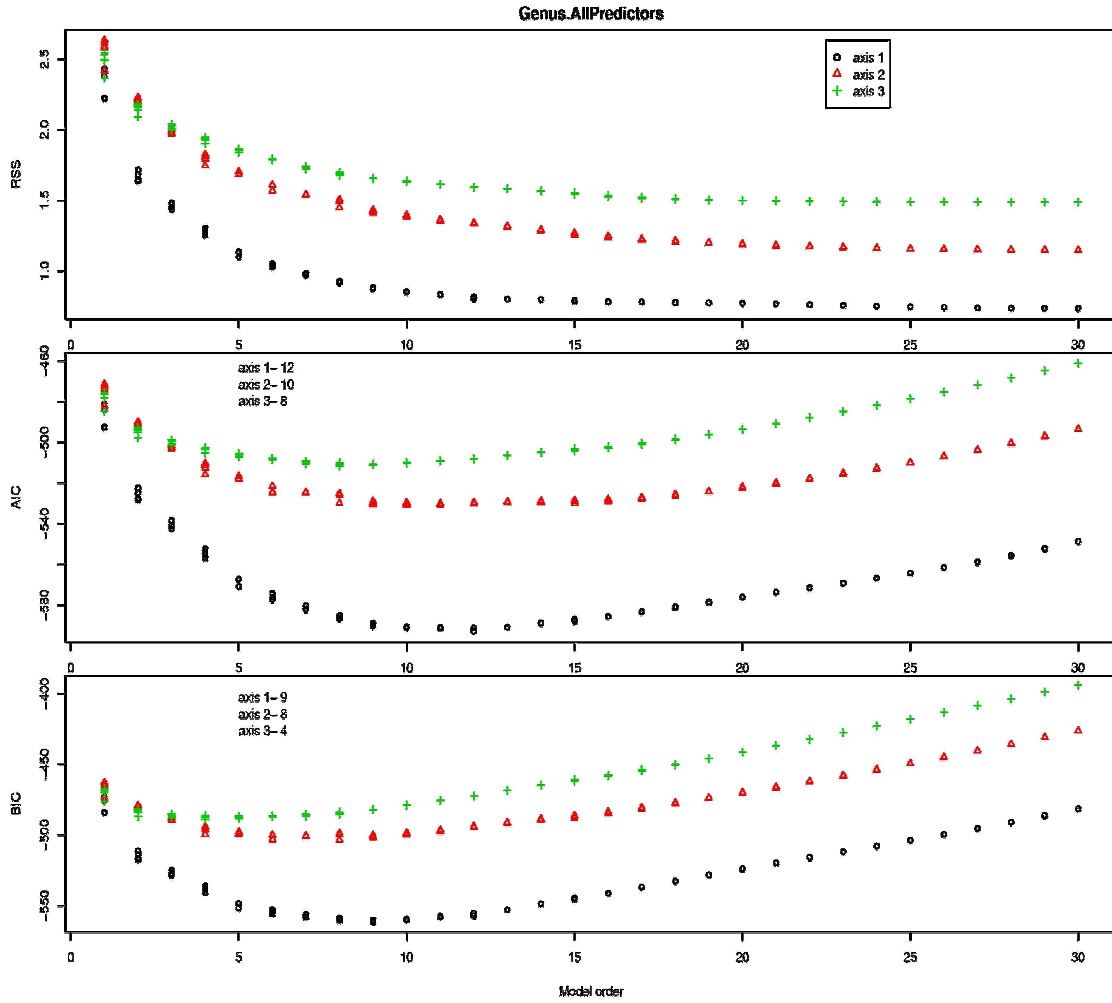 Genus.AllPredictors
axis 1
axis 2
axis 3
RSS
2.5
2.0
1.5
1.0
0 5 10 15 20 25 30
axis 1– 12
axis 2– 10
axis 3– 8
AIC
−460
−500
−540
−580
0 5 10 15 20 25 30
axis 1– 9
axis 2– 8
axis 3– 4
BIC
−400
−450
−500
−550
0 5 10 15 20 25 30
Model order